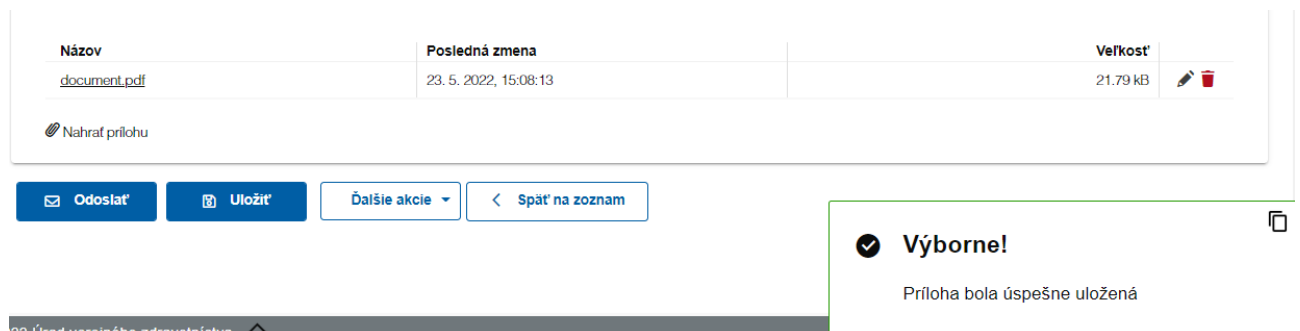 Názov Posledná zmena Veľkosť
document.pdf 23. 5. 2022, 15:08:13 21.79 kB
Nahrať prílohu
Odoslať Uložiť Ďalšie akcie Späť na zoznam
Výborne!
Príloha bola úspešne uložená